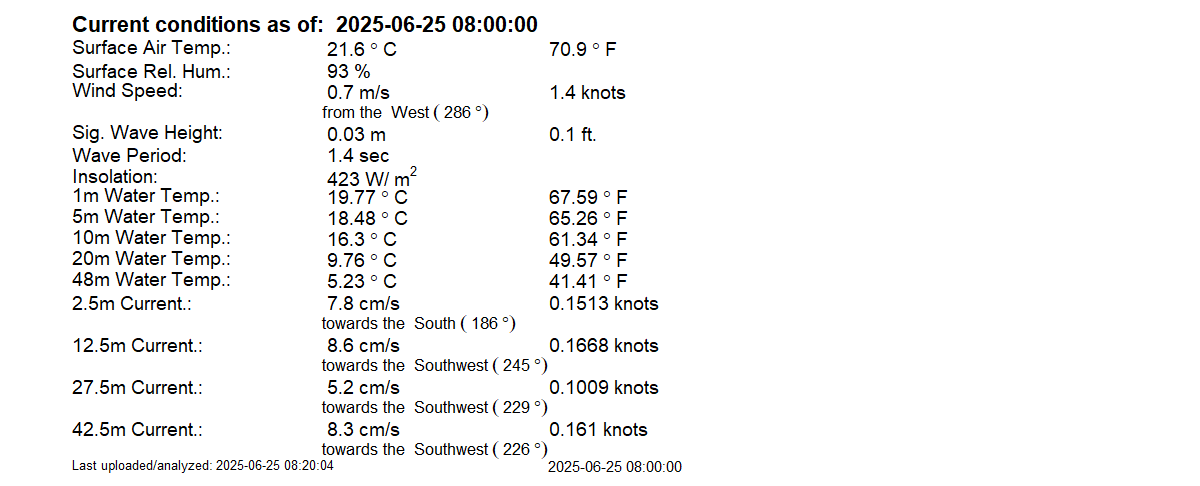 Current conditions as of:  2025-06-25 08:00:00
Surface Air Temp.: 21.6 ° C 70.9 ° F
Surface Rel. Hum.: 93 %
Wind Speed: 0.7 m/s 1.4 knots
from the  West ( 286 °)
Sig. Wave Height: 0.03 m 0.1 ft.
Wave Period: 1.4 sec
Insolation: 423 W/ m²
1m Water Temp.: 19.77 ° C 67.59 ° F
5m Water Temp.: 18.48 ° C 65.26 ° F
10m Water Temp.: 16.3 ° C 61.34 ° F
20m Water Temp.: 9.76 ° C 49.57 ° F
48m Water Temp.: 5.23 ° C 41.41 ° F
2.5m Current.: 7.8 cm/s 0.1513 knots
towards the  South ( 186 °)
12.5m Current.: 8.6 cm/s 0.1668 knots
towards the  Southwest ( 245 °)
27.5m Current.: 5.2 cm/s 0.1009 knots
towards the  Southwest ( 229 °)
42.5m Current.: 8.3 cm/s 0.161 knots
towards the  Southwest ( 226 °)
Last uploaded/analyzed: 2025-06-25 08:20:04 2025-06-25 08:00:00